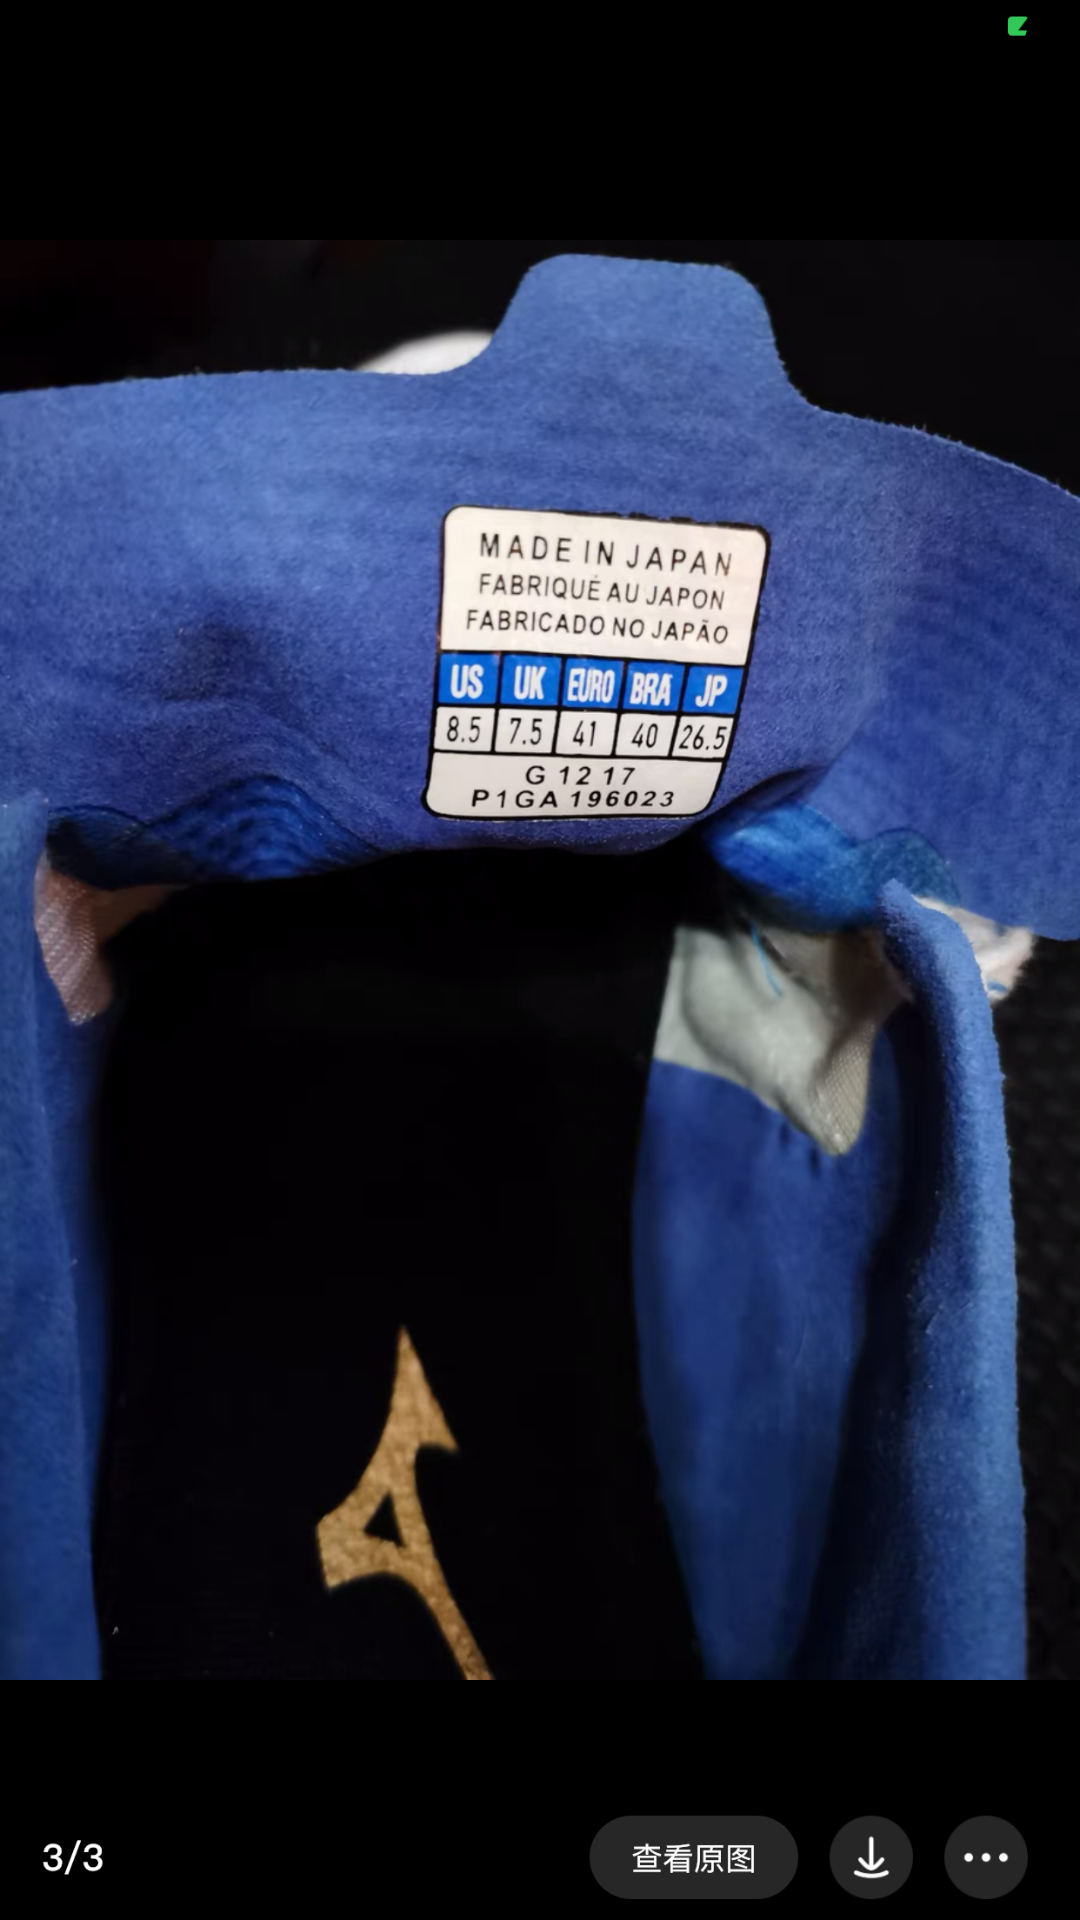 MADE IN JAPAN
FABRIQUÉ AU JAPON
FABRICADO NO JAPÃO
US UK EURO BRA JP
8.5 7.5 41 40 26.5
G 12 17
P1GA 196023
3/3
查看原图